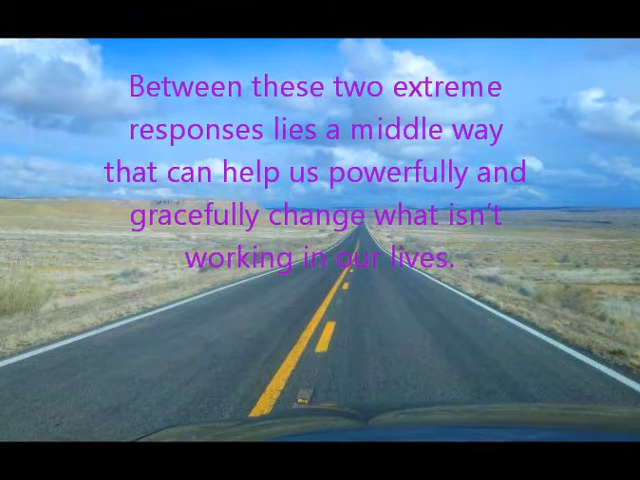 Between these two extreme
responses lies a middle way
that can help us powerfully and
gracefully change what isn't
working in our lives.